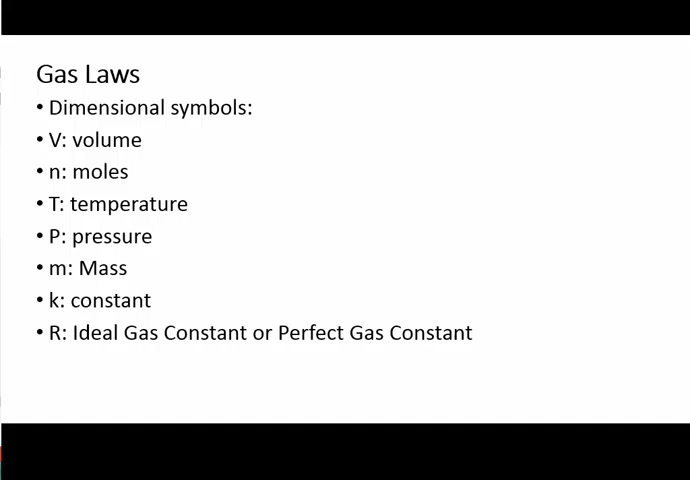 Gas Laws
• Dimensional symbols:
• V: volume
• n: moles
• T: temperature
• P: pressure
• m: Mass
• k: constant
• R: Ideal Gas Constant or Perfect Gas Constant